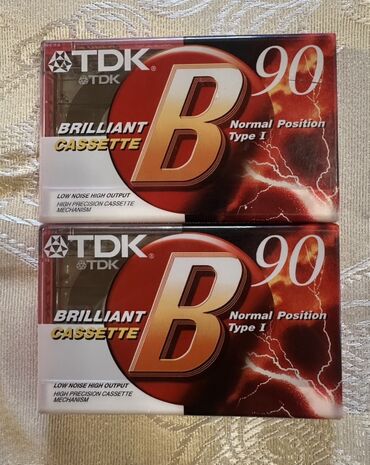 TDK®
TDK
90
BRILLIANT
CASSETTE
B
Normal Position
Type I
LOW NOISE HIGH OUTPUT
HIGH PRECISION CASSETTE
MECHANISM
TDK®
TDK
90
BRILLIANT
CASSETTE
B
Normal Position
Type I
LOW NOISE HIGH OUTPUT
HIGH PRECISION CASSETTE
MECHANISM